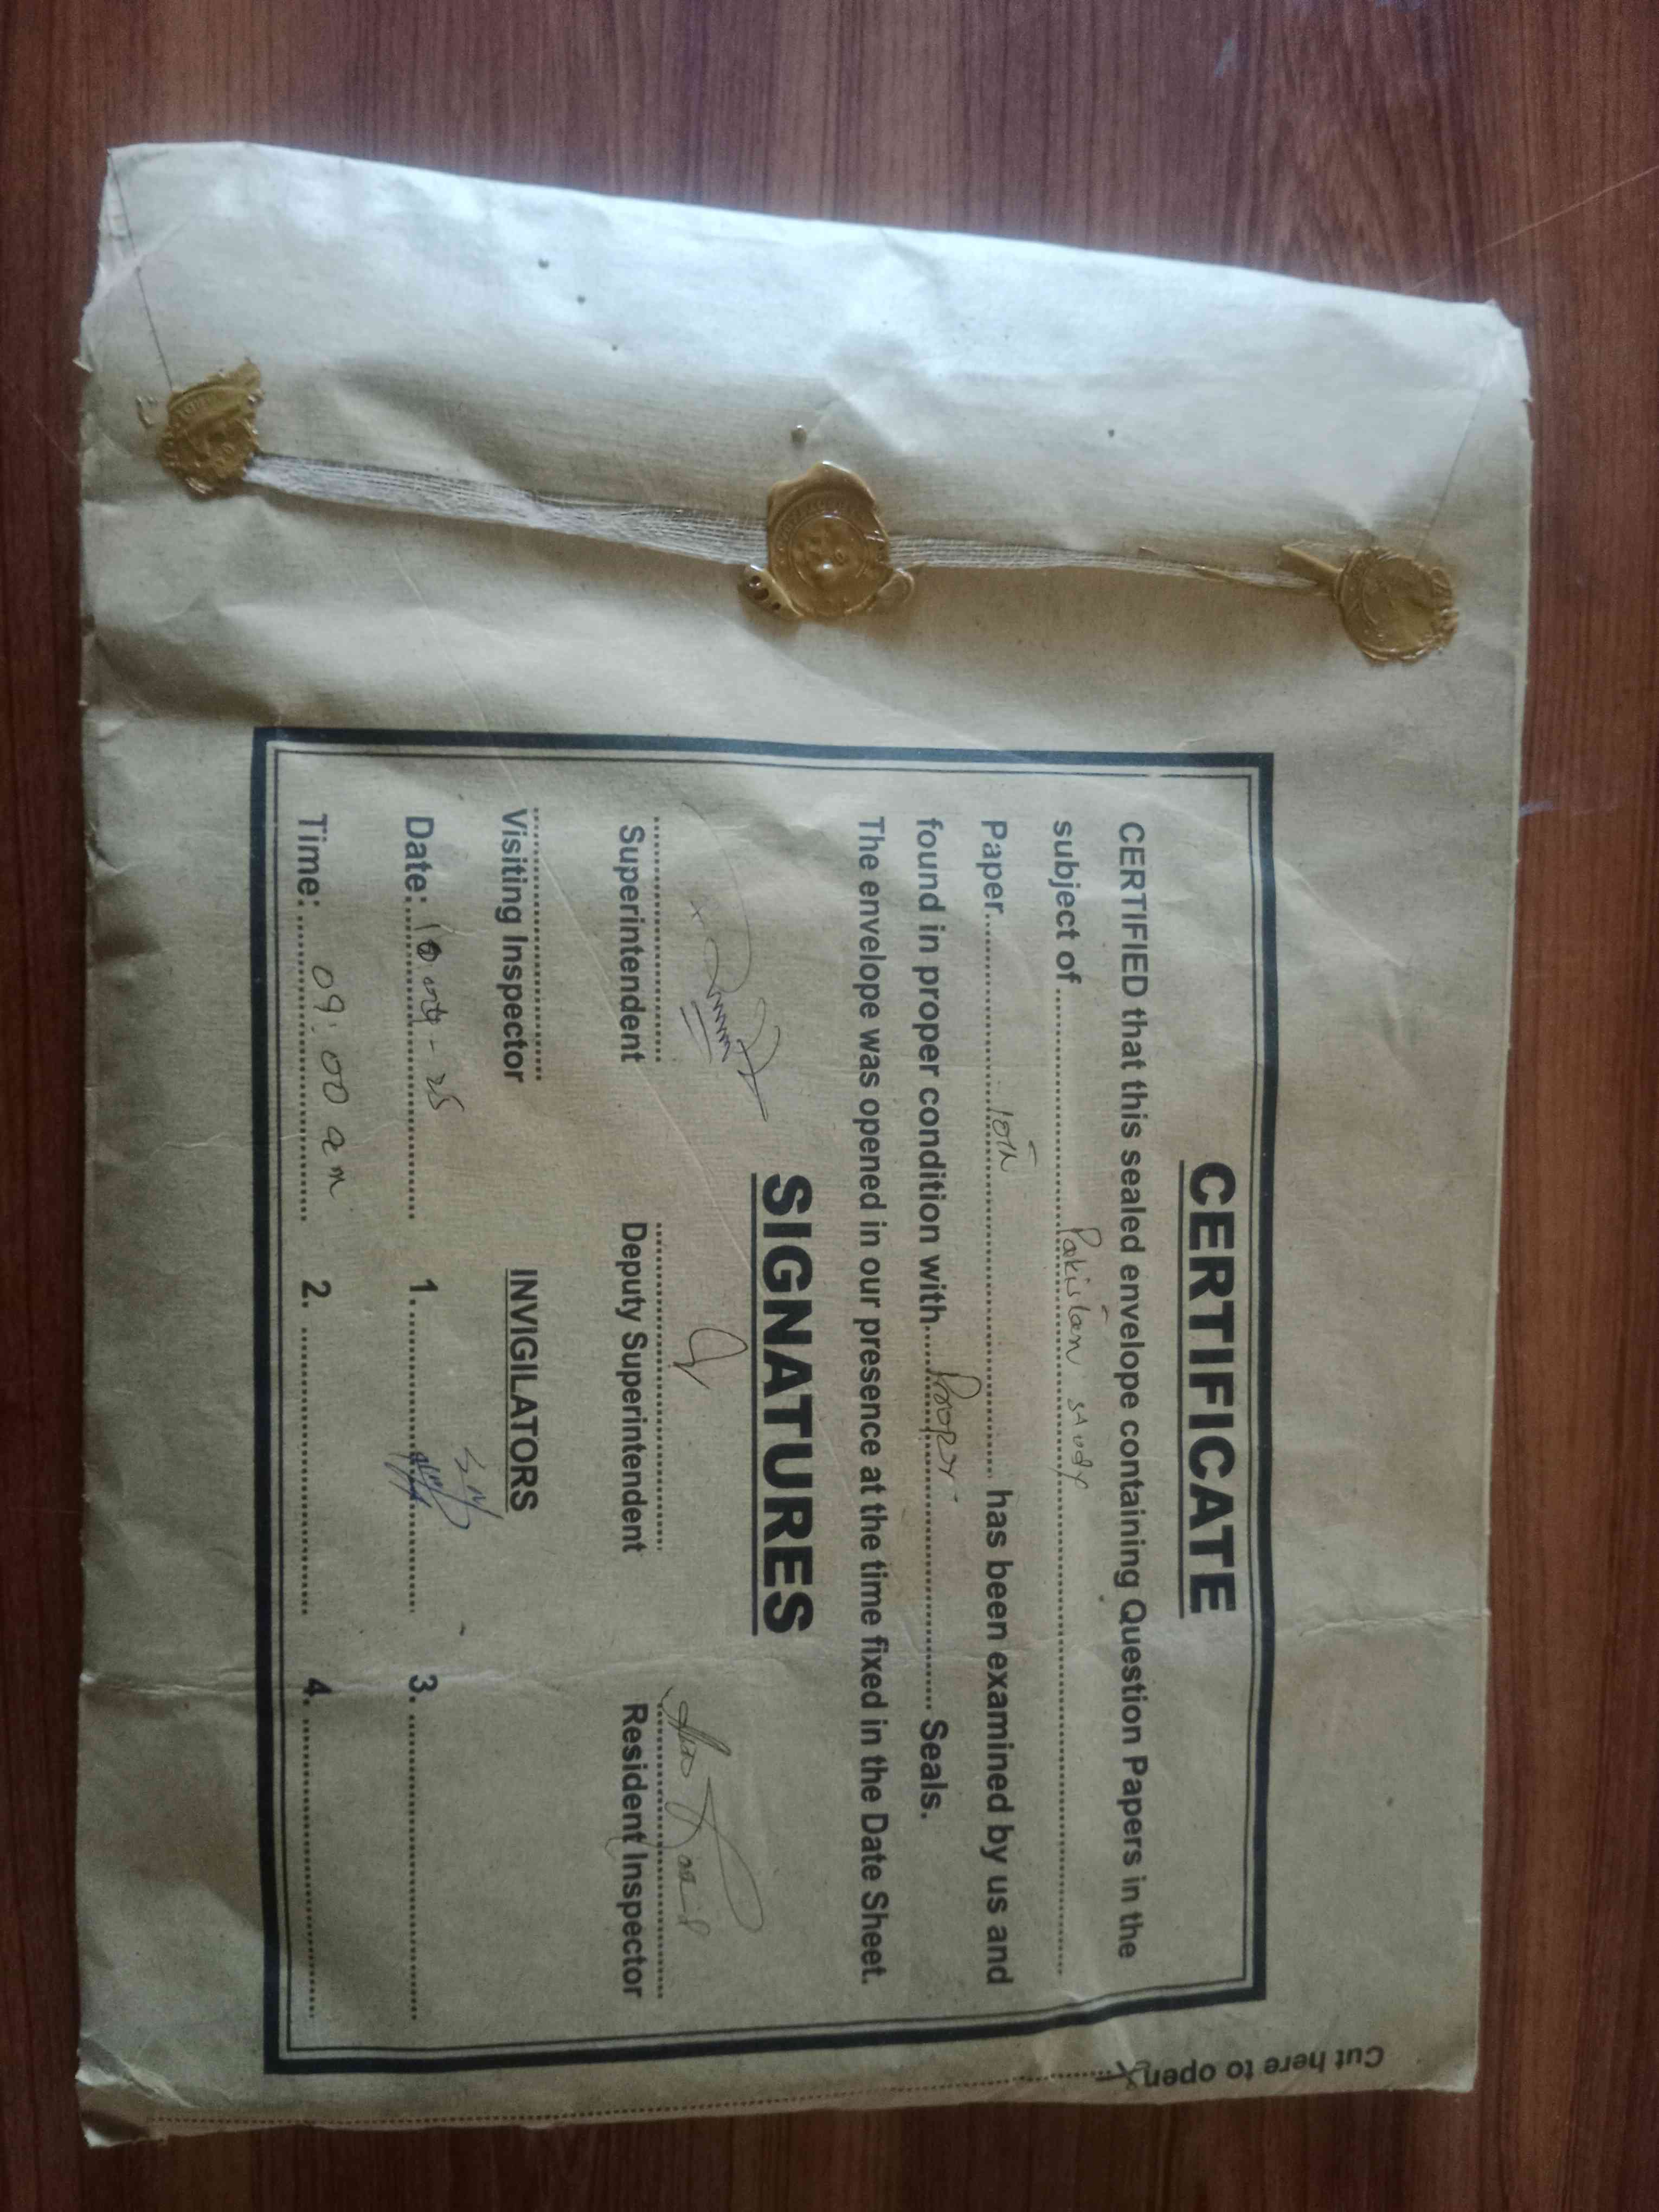 CERTIFICATE
CERTIFIED that this sealed envelope containing Question Papers in the
subject of Pakistan study
Paper 10th has been examined by us and
found in proper condition with Proper Seals.
The envelope was opened in our presence at the time fixed in the Date Sheet.
SIGNATURES
Superintendent Deputy Superintendent Resident Inspector
Visiting Inspector INVIGILATORS
Date: 1. 3.
Time: 09:00 am 2. 4.
Cut here to open